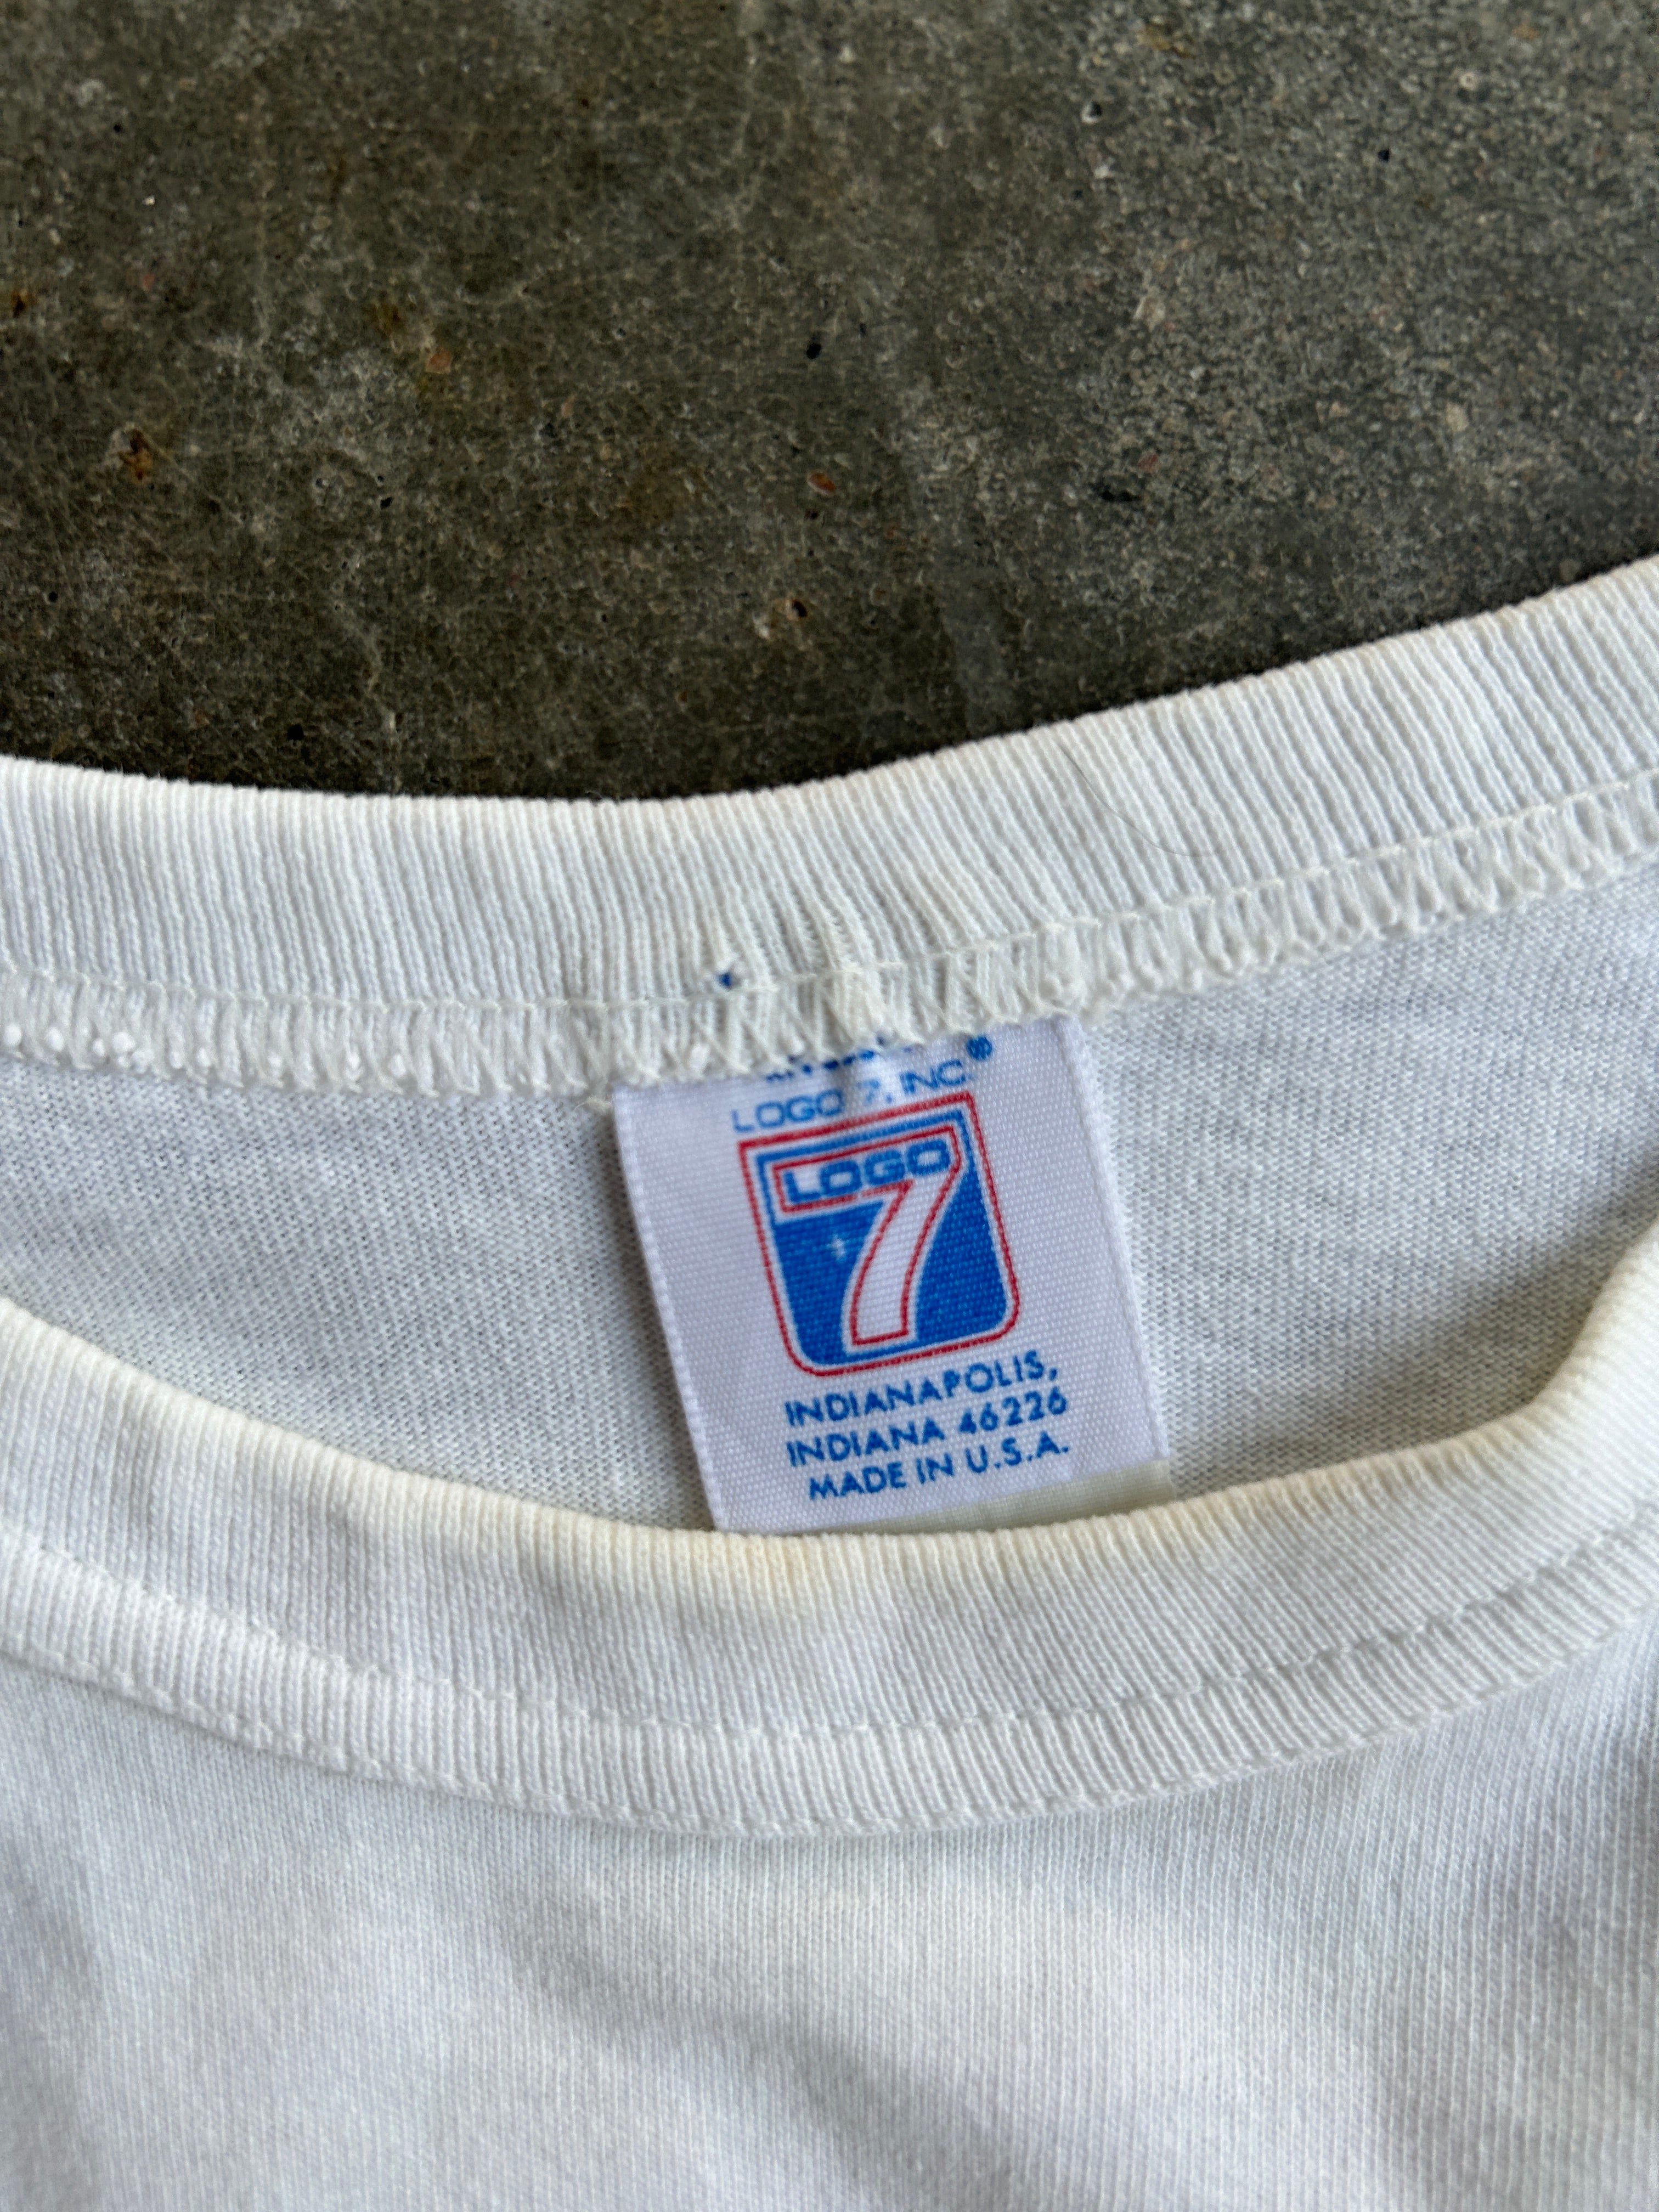 LOGO 7, INC.®
LOGO
7
INDIANAPOLIS,
INDIANA 46226
MADE IN U.S.A.